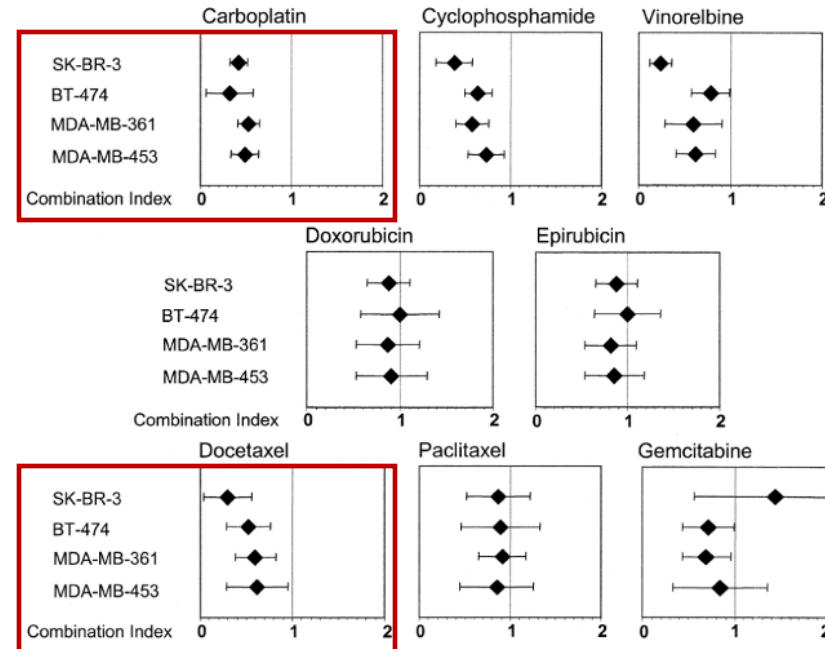 Carboplatin Cyclophosphamide Vinorelbine
SK-BR-3
BT-474
MDA-MB-361
MDA-MB-453
Combination Index 0 1 2 0 1 2 0 1 2
Doxorubicin Epirubicin
SK-BR-3
BT-474
MDA-MB-361
MDA-MB-453
Combination Index 0 1 2 0 1 2
Docetaxel Paclitaxel Gemcitabine
SK-BR-3
BT-474
MDA-MB-361
MDA-MB-453
Combination Index 0 1 2 0 1 2 0 1 2